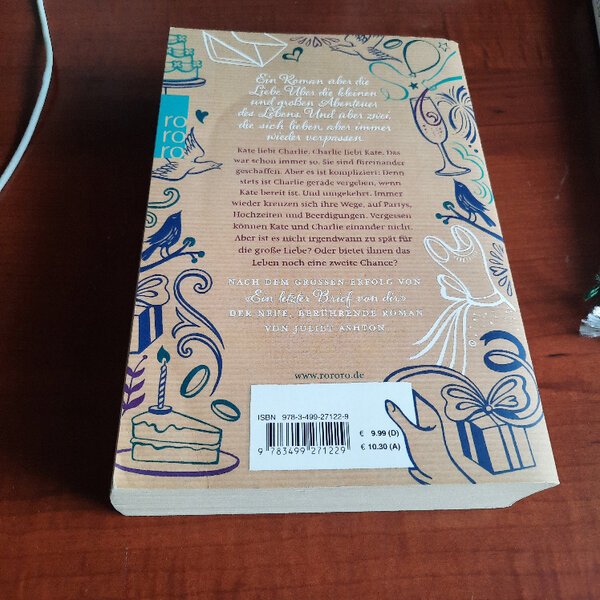 ro
ro
ro
Ein Roman über die
Liebe. Über die kleinen
und großen Abenteuer
des Lebens. Und über zwei,
die sich lieben, aber immer
wieder verpassen.
Kate liebt Charlie. Charlie liebt Kate. Das
war schon immer so. Sie sind füreinander
geschaffen. Aber es ist kompliziert: Denn
stets ist Charlie gerade vergeben, wenn
Kate bereit ist. Und umgekehrt. Immer
wieder kreuzen sich ihre Wege, auf Partys,
Hochzeiten und Beerdigungen. Vergessen
können Kate und Charlie einander nicht.
Aber ist es nicht irgendwann zu spät für
die große Liebe? Oder bietet ihnen das
Leben noch eine zweite Chance?
NACH DEM GROSSEN ERFOLG VON
«Ein letzter Brief von dir»
DER NEUE, BERÜHRENDE ROMAN
VON JULIET ASHTON
www.rororo.de
ISBN 978-3-499-27122-9
€ 9.99 (D)
€ 10.30 (A)
9 783499 271229